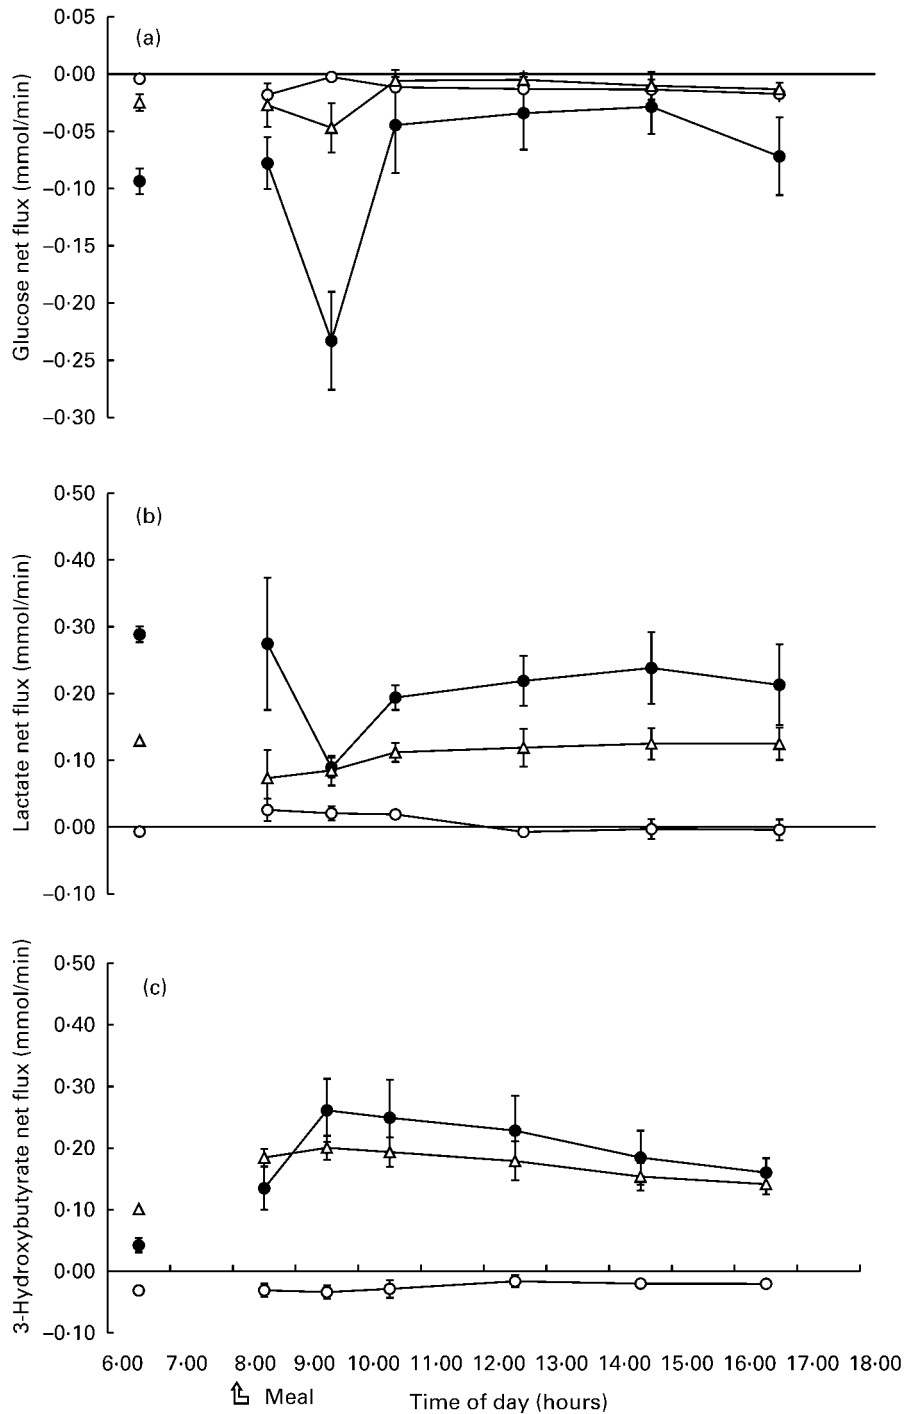 0·05
(a)
0·00
–0·05
–0·10
–0·15
–0·20
–0·25
–0·30
Glucose net flux (mmol/min)
0·50
(b)
0·40
0·30
0·20
0·10
0·00
–0·10
Lactate net flux (mmol/min)
0·50
(c)
0·40
0·30
0·20
0·10
0·00
–0·10
3-Hydroxybutyrate net flux (mmol/min)
6:00 7:00 8:00 9:00 10:00 11:00 12:00 13:00 14:00 15:00 16:00 17:00 18:00
Meal Time of day (hours)